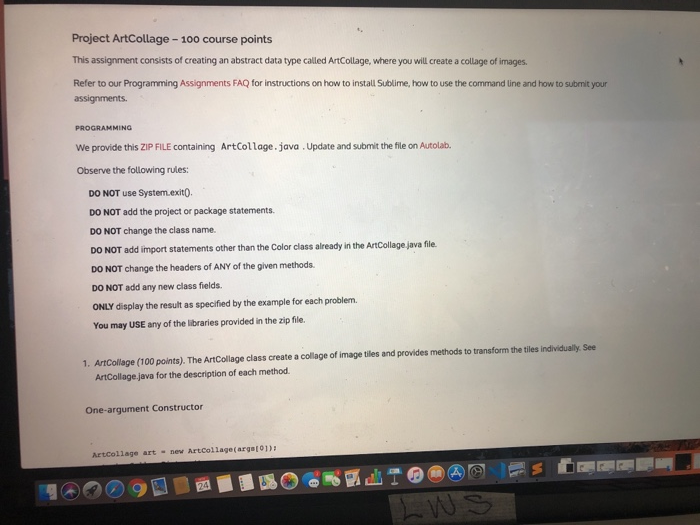 Project ArtCollage – 100 course points
This assignment consists of creating an abstract data type called ArtCollage, where you will create a collage of images.
Refer to our Programming Assignments FAQ for instructions on how to install Sublime, how to use the command line and how to submit your
assignments.
PROGRAMMING
We provide this ZIP FILE containing ArtCollage.java . Update and submit the file on Autolab.
Observe the following rules:
DO NOT use System.exit().
DO NOT add the project or package statements.
DO NOT change the class name.
DO NOT add import statements other than the Color class already in the ArtCollage.java file.
DO NOT change the headers of ANY of the given methods.
DO NOT add any new class fields.
ONLY display the result as specified by the example for each problem.
You may USE any of the libraries provided in the zip file.
1. ArtCollage (100 points). The ArtCollage class create a collage of image tiles and provides methods to transform the tiles individually. See
ArtCollage.java for the description of each method.
One-argument Constructor
ArtCollage art = new ArtCollage(args[0]);
24
LWS